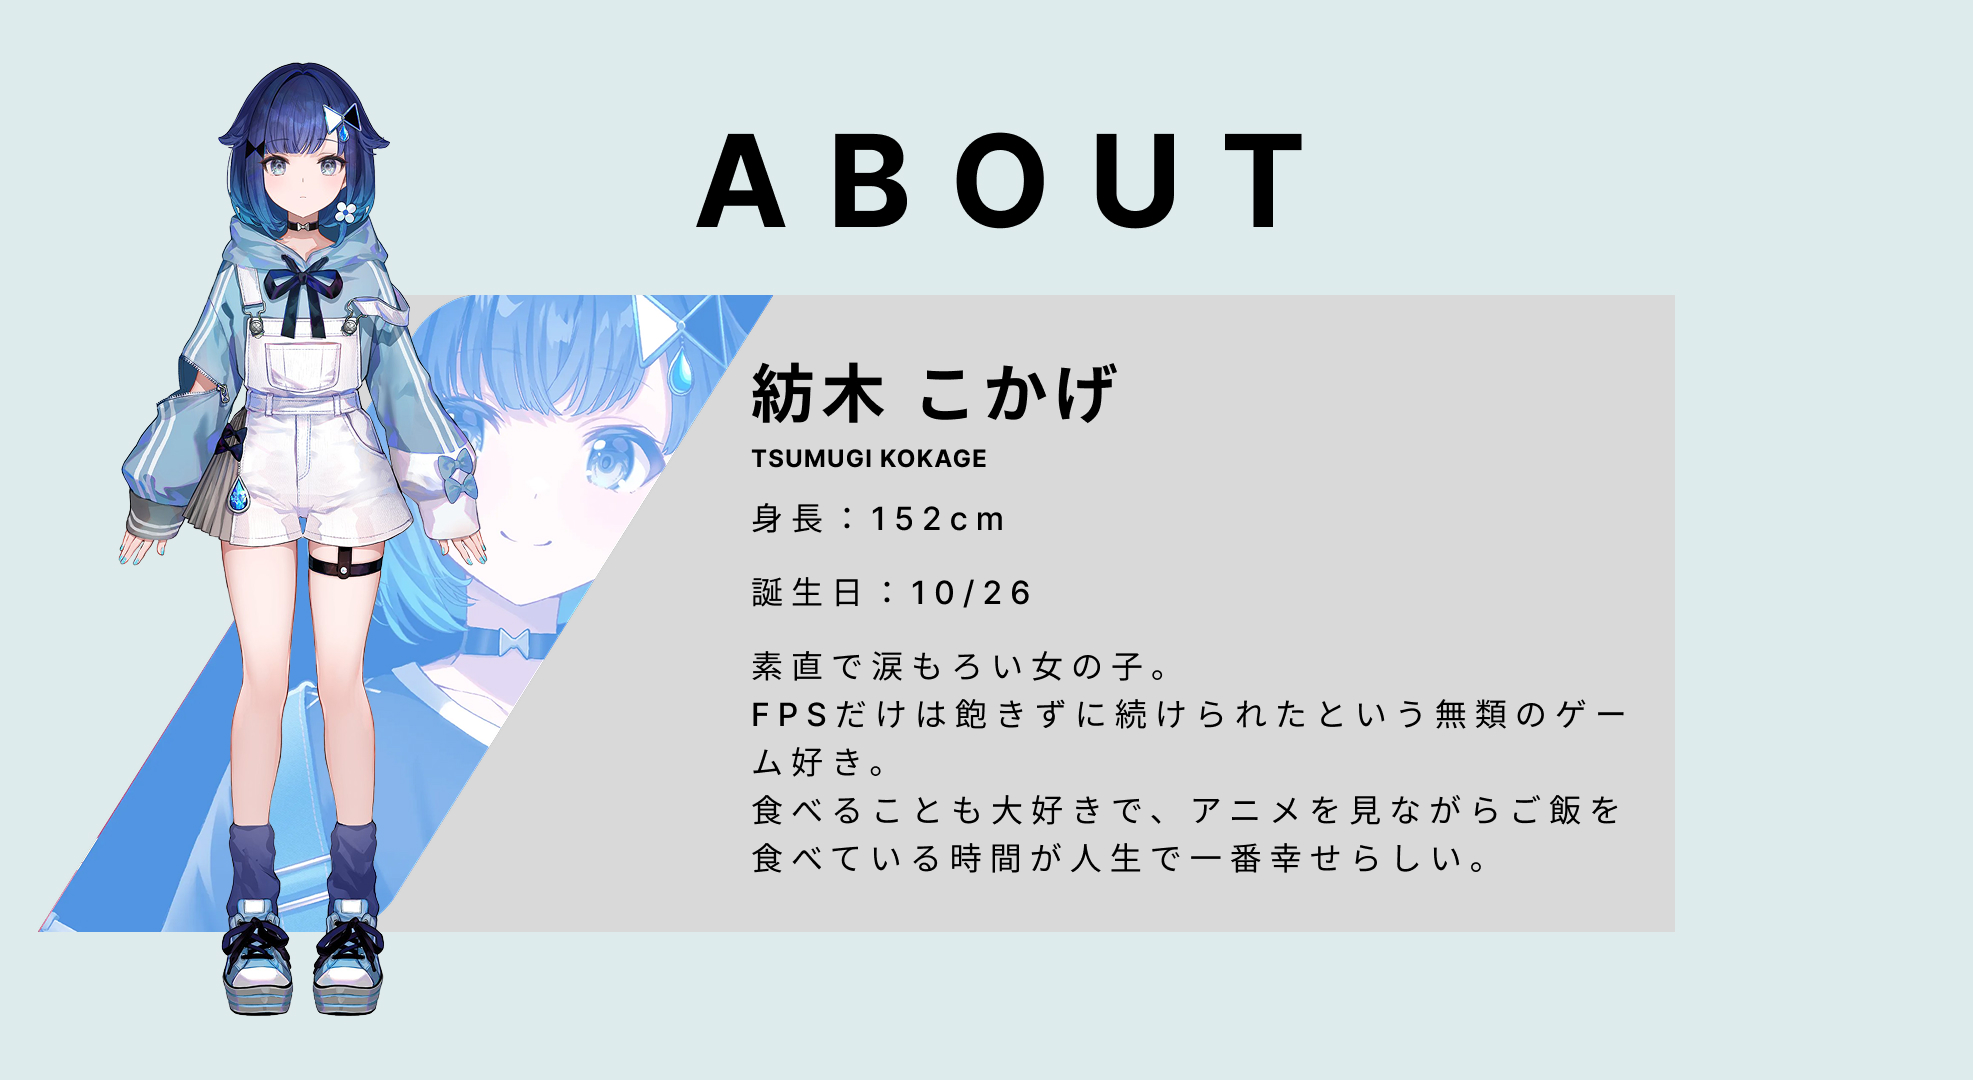 ABOUT
紡木 こかげ
TSUMUGI KOKAGE
身長：152cm
誕生日：10/26
素直で涙もろい女の子。
FPSだけは飽きずに続けられたという無類のゲー
ム好き。
食べることも大好きで、アニメを見ながらご飯を
食べている時間が人生で一番幸せらしい。